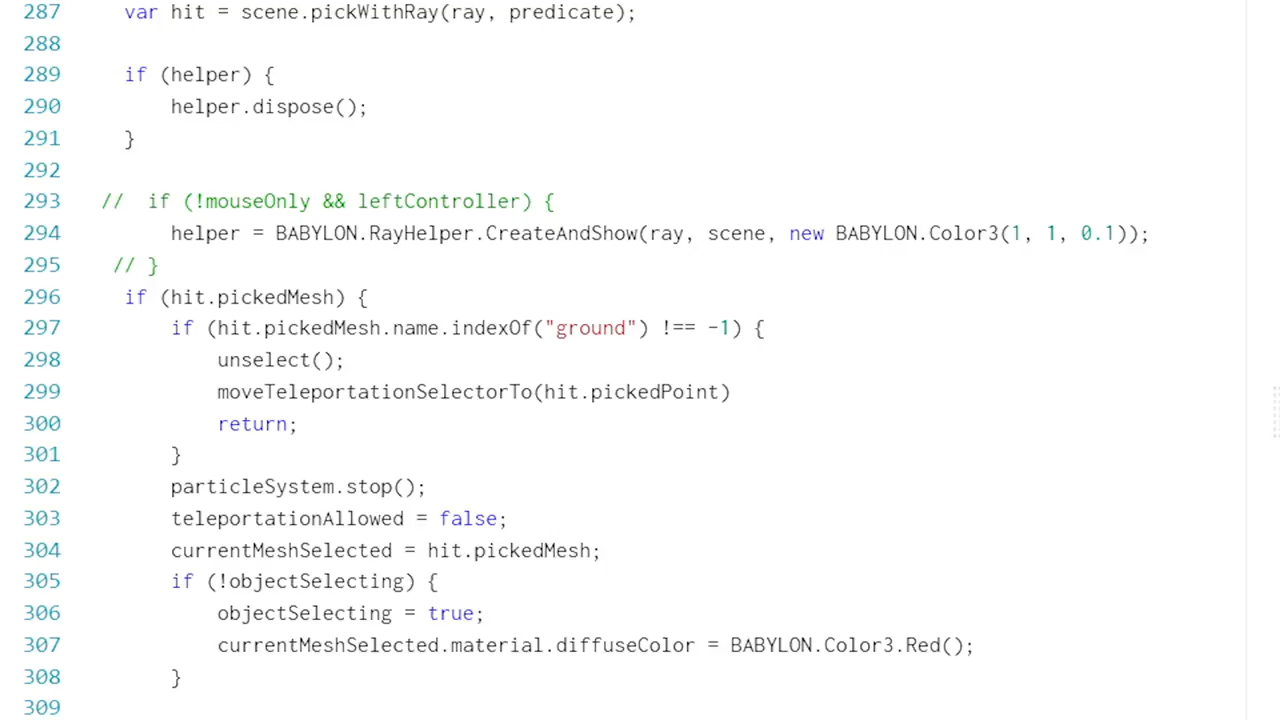 287 var hit = scene.pickWithRay(ray, predicate);
288
289 if (helper) {
290 helper.dispose();
291 }
292
293 // if (!mouseOnly && leftController) {
294 helper = BABYLON.RayHelper.CreateAndShow(ray, scene, new BABYLON.Color3(1, 1, 0.1));
295 // }
296 if (hit.pickedMesh) {
297 if (hit.pickedMesh.name.indexOf("ground") !== -1) {
298 unselect();
299 moveTeleportationSelectorTo(hit.pickedPoint)
300 return;
301 }
302 particleSystem.stop();
303 teleportationAllowed = false;
304 currentMeshSelected = hit.pickedMesh;
305 if (!objectSelecting) {
306 objectSelecting = true;
307 currentMeshSelected.material.diffuseColor = BABYLON.Color3.Red();
308 }
309